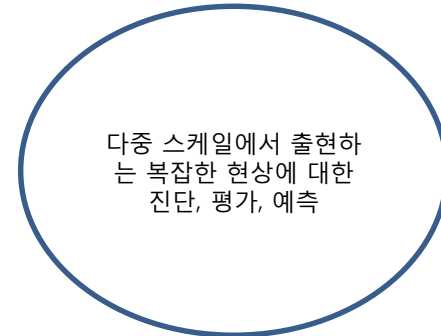 다중 스케일에서 출현하
는 복잡한 현상에 대한
진단, 평가, 예측